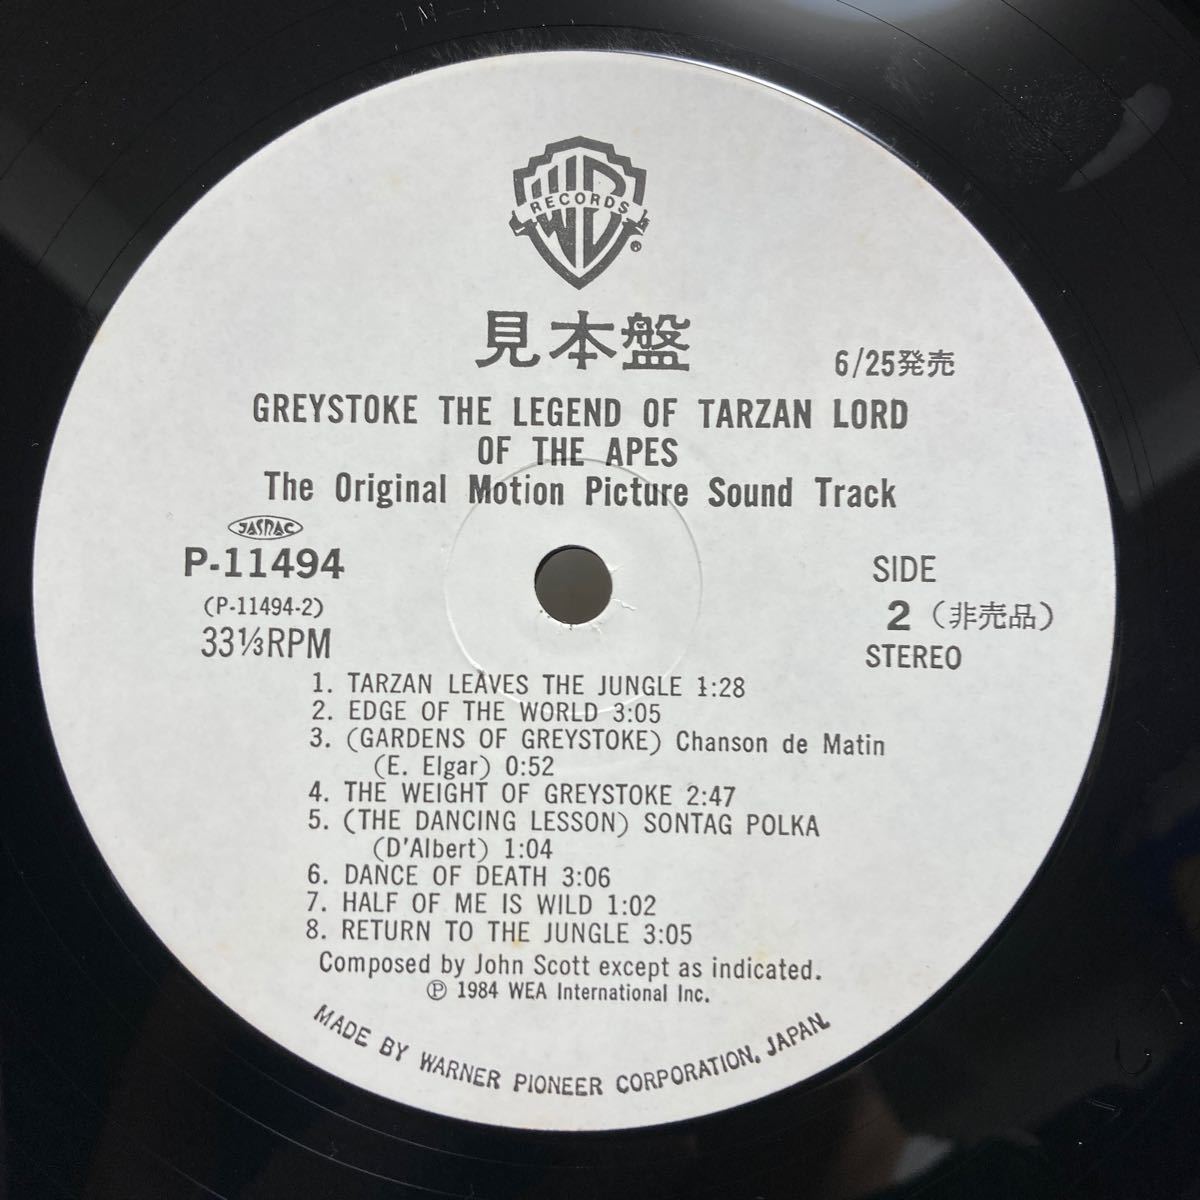 WB
RECORDS
®
見本盤
6/25発売
GREYSTOKE THE LEGEND OF TARZAN LORD
OF THE APES
The Original Motion Picture Sound Track
JASRAC
P-11494
(P-11494-2)
33⅓RPM
SIDE
2（非売品）
STEREO
1. TARZAN LEAVES THE JUNGLE 1:28
2. EDGE OF THE WORLD 3:05
3. (GARDENS OF GREYSTOKE) Chanson de Matin
(E. Elgar) 0:52
4. THE WEIGHT OF GREYSTOKE 2:47
5. (THE DANCING LESSON) SONTAG POLKA
(D'Albert) 1:04
6. DANCE OF DEATH 3:06
7. HALF OF ME IS WILD 1:02
8. RETURN TO THE JUNGLE 3:05
Composed by John Scott except as indicated.
℗ 1984 WEA International Inc.
MADE BY WARNER PIONEER CORPORATION, JAPAN.